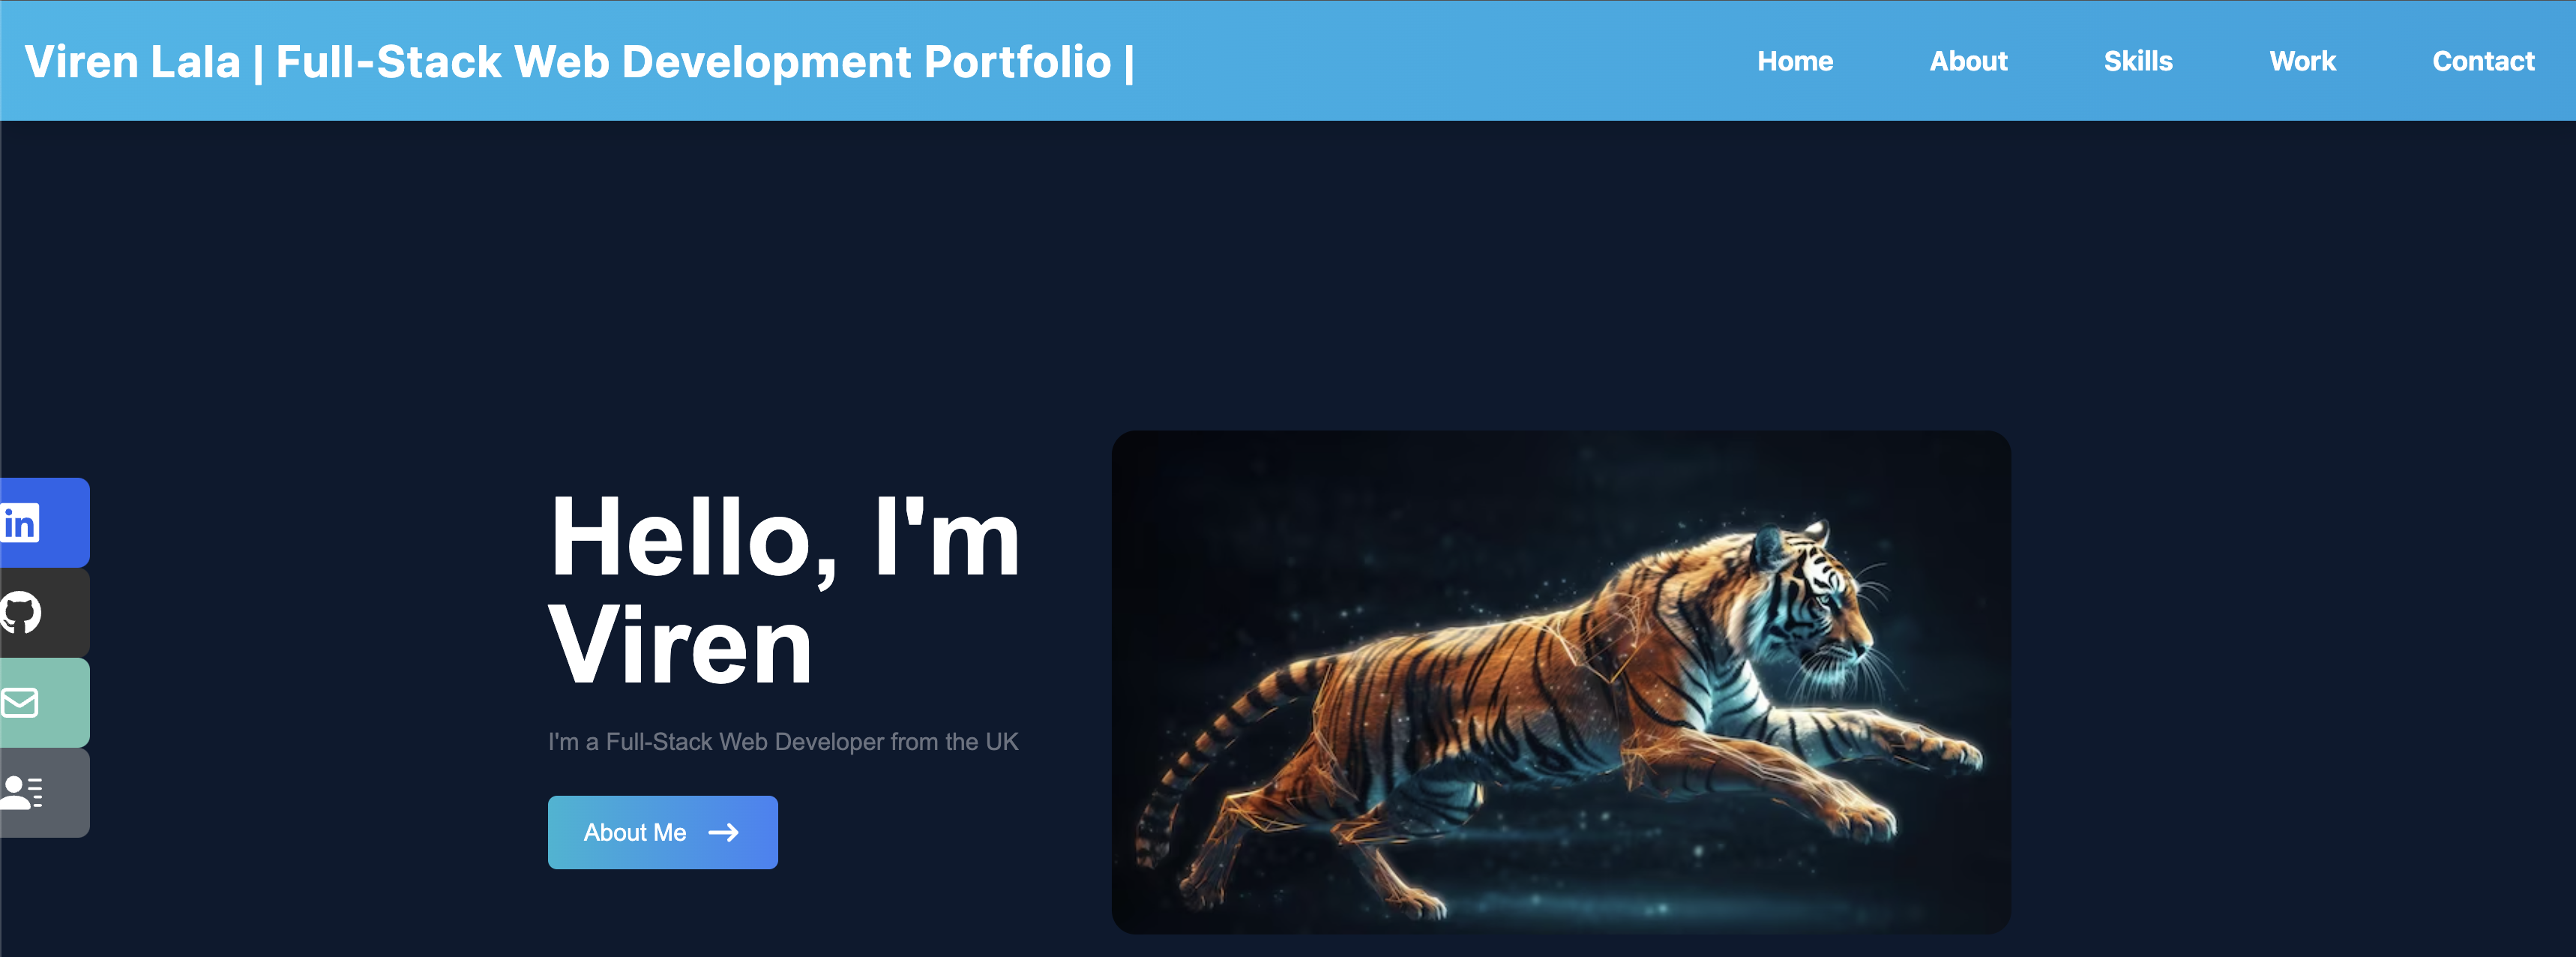 Viren Lala | Full-Stack Web Development Portfolio |
Home
About
Skills
Work
Contact
in
Hello, I'm
Viren
I'm a Full-Stack Web Developer from the UK
About Me